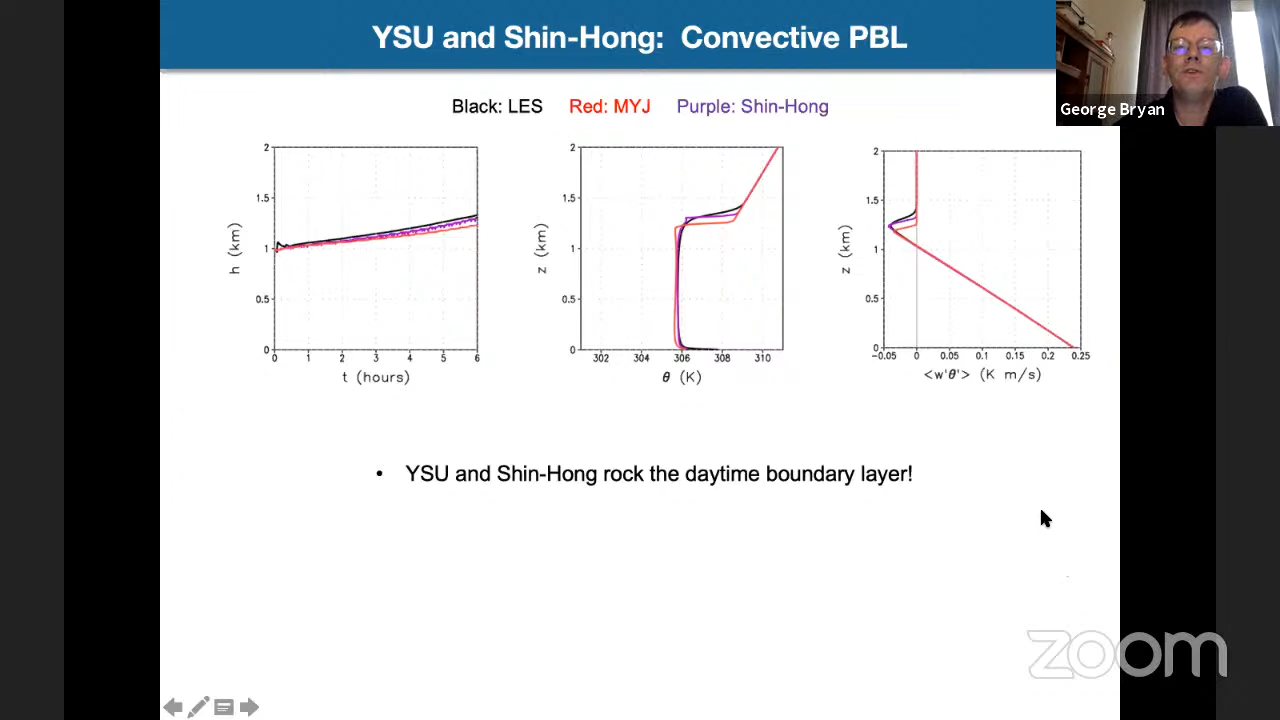 YSU and Shin-Hong: Convective PBL
George Bryan
Black: LES Red: MYJ Purple: Shin-Hong
2
1.5
1
0.5
0
h (km)
0 1 2 3 4 5 6
t (hours)
2
1.5
1
0.5
0
z (km)
302 304 306 308 310
θ (K)
2
1.5
1
0.5
0
z (km)
-0.05 0 0.05 0.1 0.15 0.2 0.25
<w'θ'> (K m/s)
• YSU and Shin-Hong rock the daytime boundary layer!
zoom